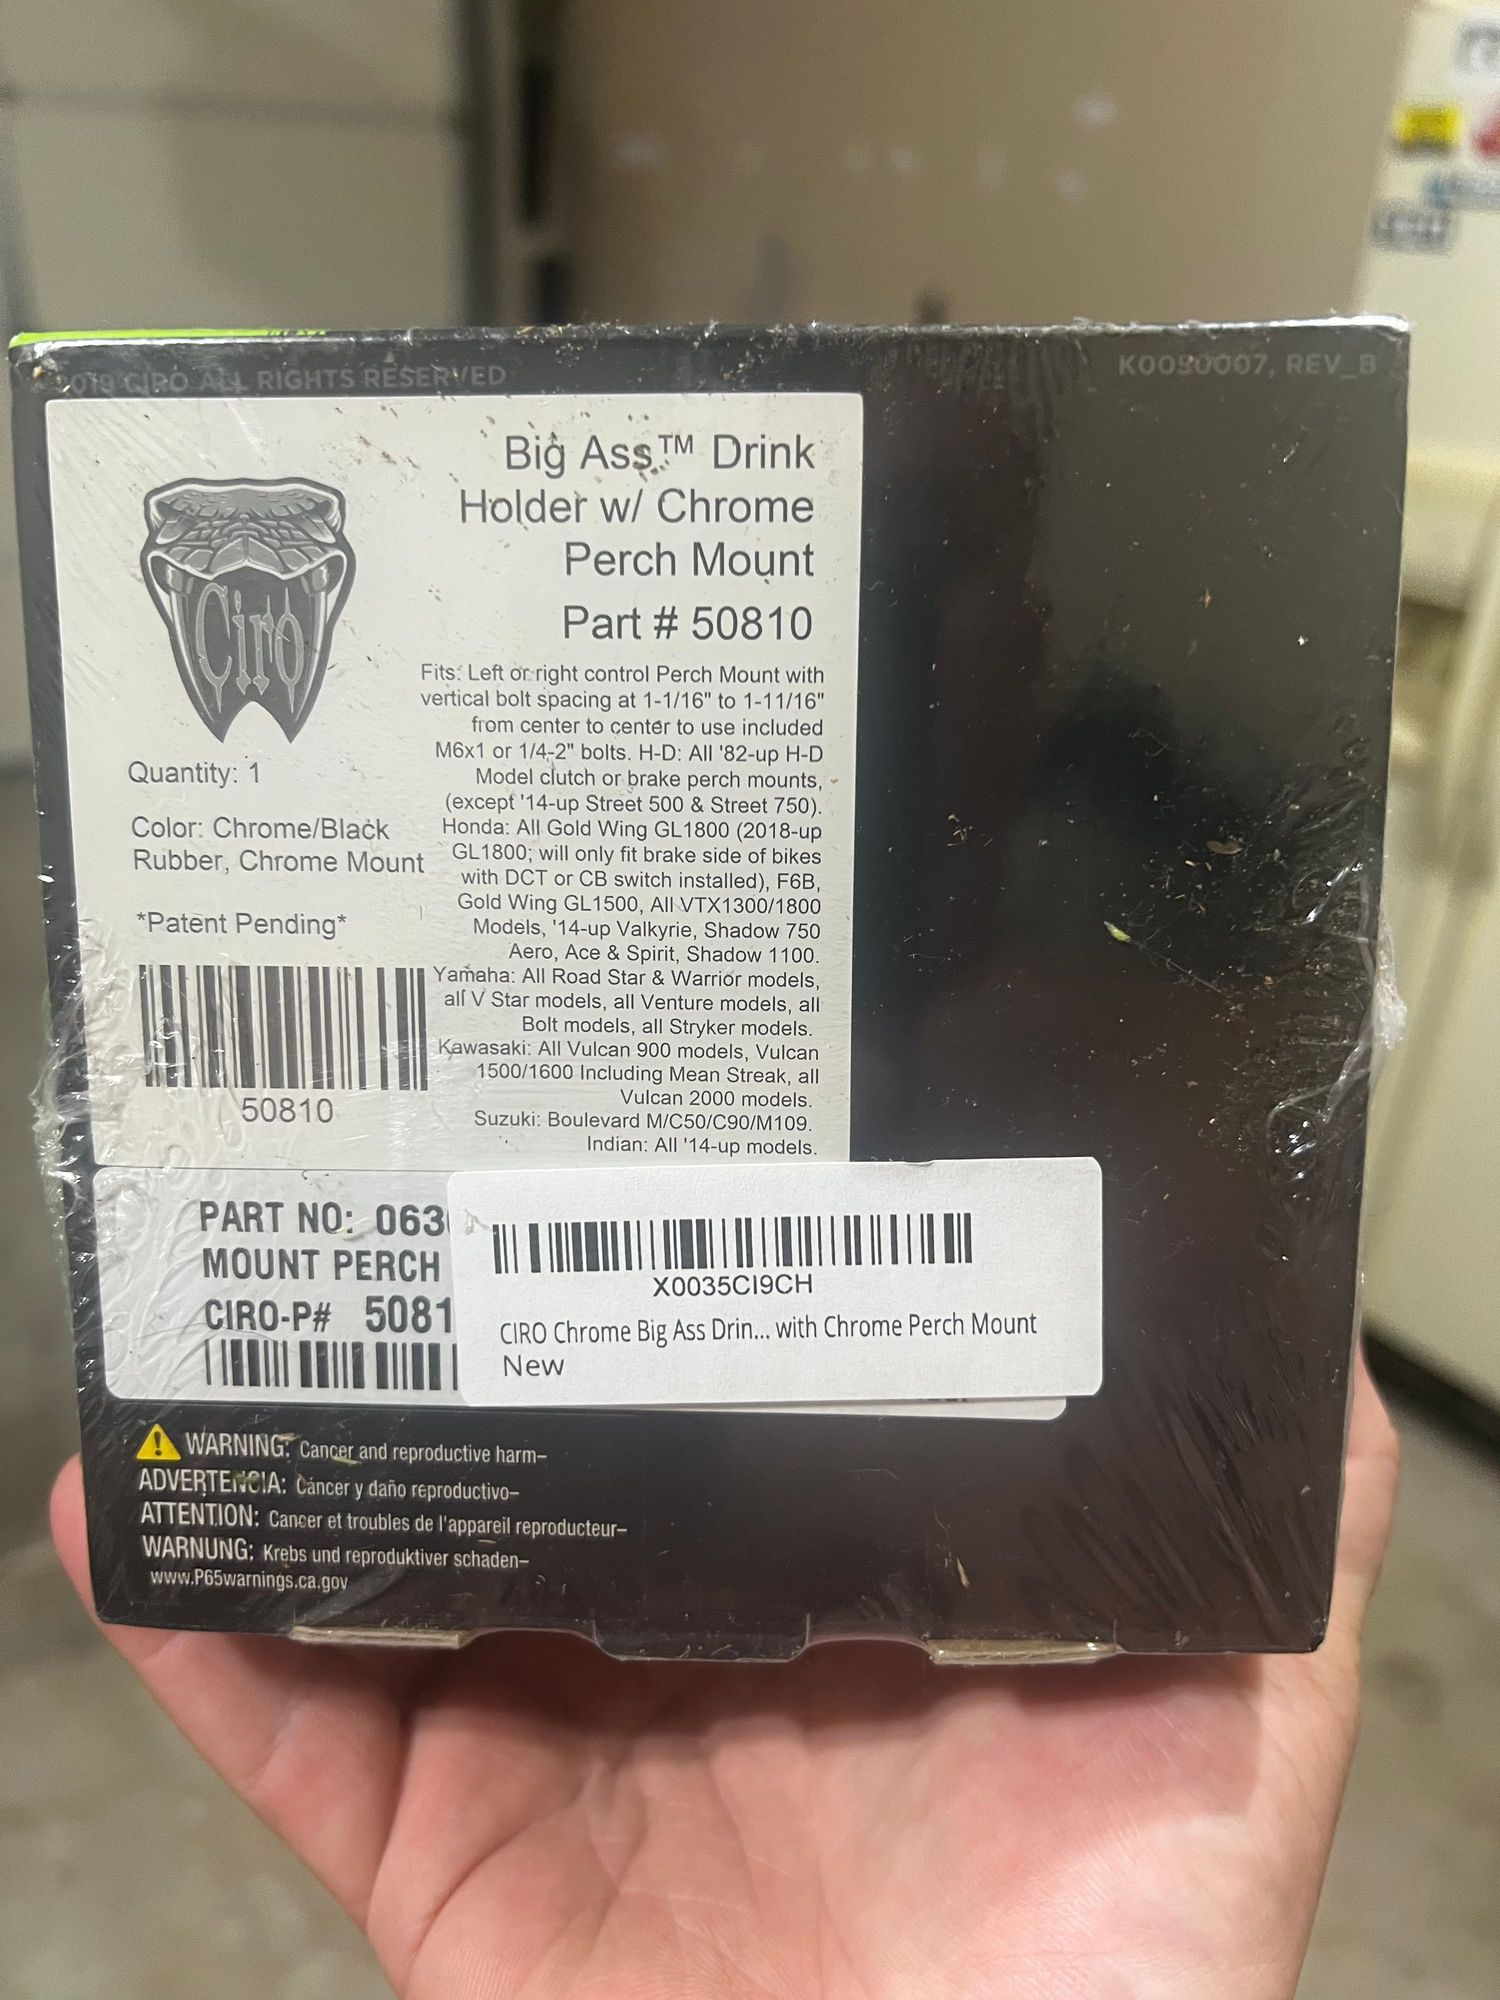 2019 CIRO ALL RIGHTS RESERVED
K0090007, REV_B
Big Ass™ Drink
Holder w/ Chrome
Perch Mount
Part # 50810
Ciro
Fits: Left or right control Perch Mount with
vertical bolt spacing at 1-1/16" to 1-11/16"
from center to center to use included
M6x1 or 1/4-2" bolts. H-D: All '82-up H-D
Model clutch or brake perch mounts,
(except '14-up Street 500 & Street 750).
Honda: All Gold Wing GL1800 (2018-up
GL1800; will only fit brake side of bikes
with DCT or CB switch installed), F6B,
Gold Wing GL1500, All VTX1300/1800
Models, '14-up Valkyrie, Shadow 750
Aero, Ace & Spirit, Shadow 1100.
Yamaha: All Road Star & Warrior models,
all V Star models, all Venture models, all
Bolt models, all Stryker models.
Kawasaki: All Vulcan 900 models, Vulcan
1500/1600 Including Mean Streak, all
Vulcan 2000 models.
Suzuki: Boulevard M/C50/C90/M109.
Indian: All '14-up models.
Quantity: 1
Color: Chrome/Black
Rubber, Chrome Mount
*Patent Pending*
50810
PART NO: 063
MOUNT PERCH
CIRO-P# 5081
X0035CI9CH
CIRO Chrome Big Ass Drin... with Chrome Perch Mount
New
WARNING: Cancer and reproductive harm–
ADVERTENCIA: Cáncer y daño reproductivo–
ATTENTION: Cancer et troubles de l'appareil reproducteur–
WARNUNG: Krebs und reproduktiver schaden–
www.P65warnings.ca.gov